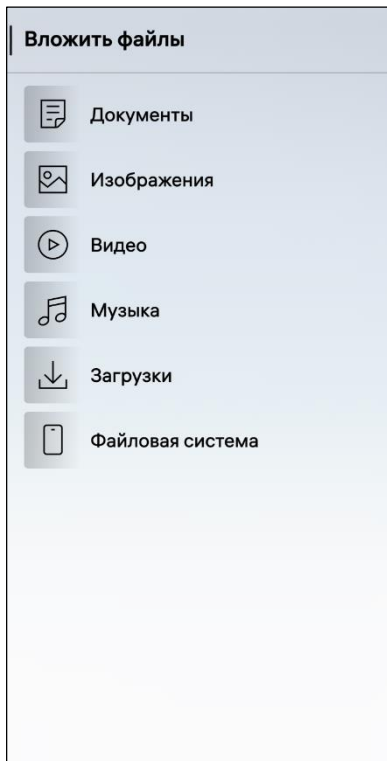 Вложить файлы
Документы
Изображения
Видео
Музыка
Загрузки
Файловая система